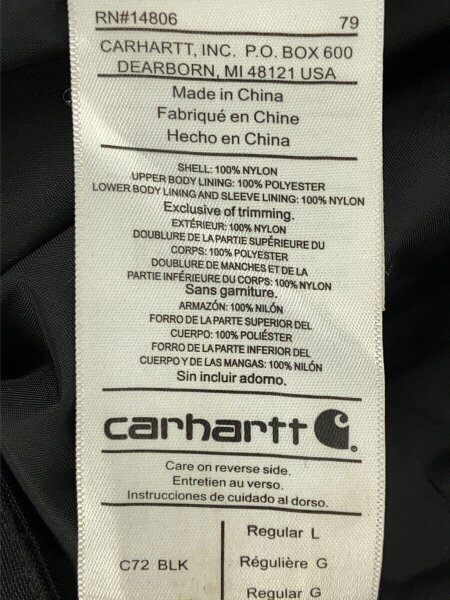 RN#14806 79
CARHARTT, INC. P.O. BOX 600
DEARBORN, MI 48121 USA
Made in China
Fabriqué en Chine
Hecho en China
SHELL: 100% NYLON
UPPER BODY LINING: 100% POLYESTER
LOWER BODY LINING AND SLEEVE LINING: 100% NYLON
Exclusive of trimming.
EXTÉRIEUR: 100% NYLON
DOUBLURE DE LA PARTIE SUPÉRIEURE DU
CORPS: 100% POLYESTER
DOUBLURE DE MANCHES ET DE LA
PARTIE INFÉRIEURE DU CORPS: 100% NYLON
Sans garniture.
ARMAZÓN: 100% NILÓN
FORRO DE LA PARTE SUPERIOR DEL
CUERPO: 100% POLIÉSTER
FORRO DE LA PARTE INFERIOR DEL
CUERPO Y DE LAS MANGAS: 100% NILÓN
Sin incluir adorno.
carhartt
Care on reverse side.
Entretien au verso.
Instrucciones de cuidado al dorso.
C72 BLK
Regular L
Régulière G
Regular G